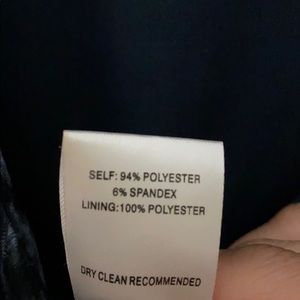 SELF: 94% POLYESTER
6% SPANDEX
LINING:100% POLYESTER
DRY CLEAN RECOMMENDED